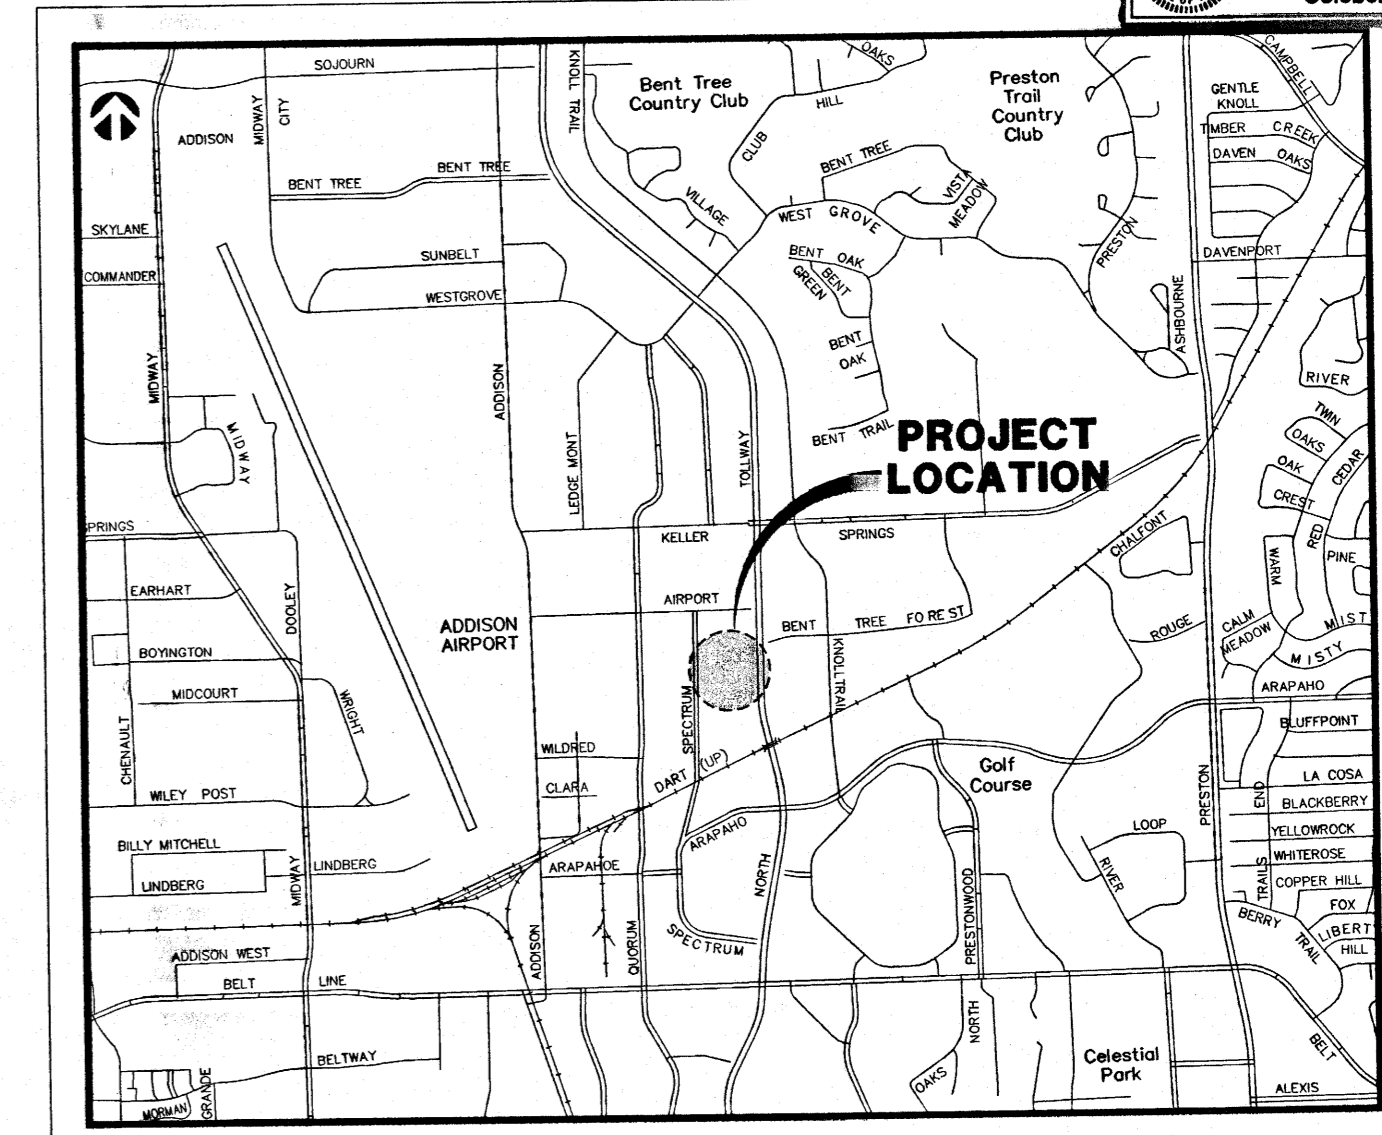 SOJOURN
KNOLL TRAIL
Bent Tree
Country Club
OAKS
HILL
Preston
Trail
Country
Club
CAMPBELL
GENTLE
KNOLL
TIMBER CREEK
DAVEN OAKS
ADDISON
MIDWAY
CITY
BENT TREE
BENT TREE
CLUB
BENT TREE
VISTA
MEADOW
VILLAGE
WEST GROVE
PRESTON
DAVENPORT
SKYLANE
COMMANDER
SUNBELT
WESTGROVE
BENT OAK
BENT
GREEN
ASHBOURNE
BENT
OAK
RIVER
MIDWAY
ADDISON
MIDWAY
LEDGE MONT
TOLLWAY
BENT TRAIL
PROJECT
LOCATION
TWIN
OAKS
OAK
CREST
CEDAR
RED
SPRINGS
KELLER
SPRINGS
CHALFONT
WARM
PINE
EARHART
DOOLEY
AIRPORT
BENT TREE FOREST
ADDISON
AIRPORT
ROUGE
CALM
MEADOW
MIST
MISTY
BOYINGTON
MIDCOURT
WRIGHT
CHENAULT
SPECTRUM
KNOLL TRAIL
ARAPAHO
BLUFFPOINT
WILDRED
CLARA
DART (UP)
Golf
Course
PRESTON
END
LA COSA
BLACKBERRY
YELLOWROCK
WHITEROSE
COPPER HILL
FOX
LIBERT
HILL
WILEY POST
BILLY MITCHELL
LINDBERG
LINDBERG
MIDWAY
ARAPAHO
ARAPAHOE
NORTH
LOOP
RIVER
TRAILS
BERRY TRAIL
ADDISON
QUORUM
SPECTRUM
PRESTONWOOD
ADDISON WEST
BELT LINE
NORTH
BELTWAY
GRANDE
MORMAN
OAKS
Celestial
Park
BELT
ALEXIS